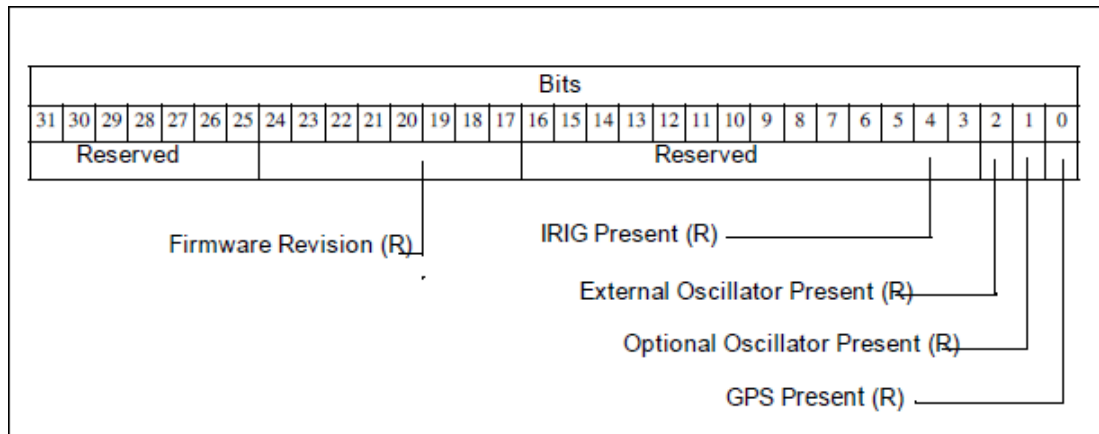 Bits
31 30 29 28 27 26 25 24 23 22 21 20 19 18 17 16 15 14 13 12 11 10 9 8 7 6 5 4 3 2 1 0
Reserved Reserved
Firmware Revision (R) IRIG Present (R)
External Oscillator Present (R)
Optional Oscillator Present (R)
GPS Present (R)